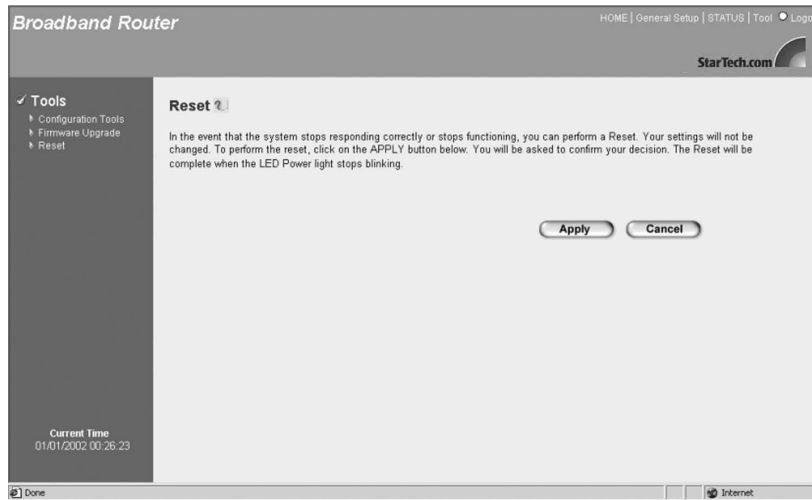 Broadband Router
HOME | General Setup | STATUS | Tool Logo
StarTech.com
Tools
Configuration Tools
Firmware Upgrade
Reset
Reset
In the event that the system stops responding correctly or stops functioning, you can perform a Reset. Your settings will not be
changed. To perform the reset, click on the APPLY button below. You will be asked to confirm your decision. The Reset will be
complete when the LED Power light stops blinking.
Apply Cancel
Current Time
01/01/2002 00:26:23
Done Internet